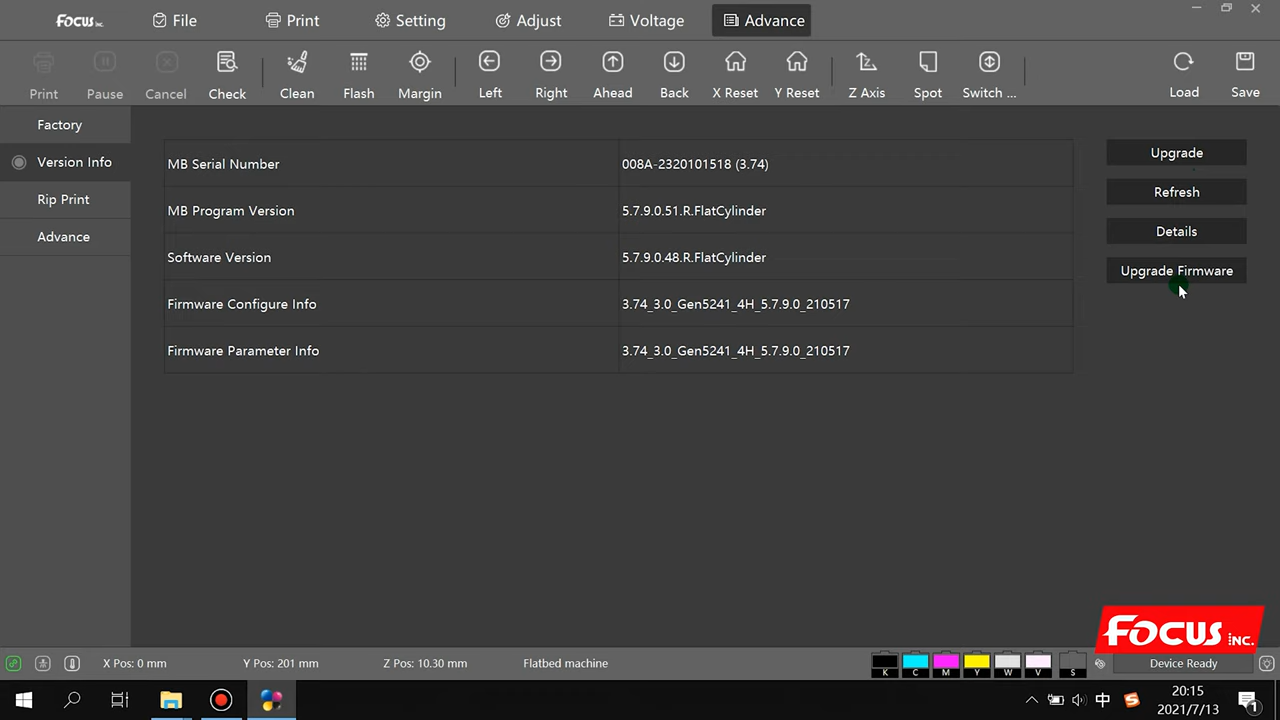 FOCUS INC. File Print Setting Adjust Voltage Advance
Print Pause Cancel Check Clean Flash Margin Left Right Ahead Back X Reset Y Reset Z Axis Spot Switch ... Load Save
Factory
Version Info
Rip Print
Advance
MB Serial Number 008A-2320101518 (3.74)
MB Program Version 5.7.9.0.51.R.FlatCylinder
Software Version 5.7.9.0.48.R.FlatCylinder
Firmware Configure Info 3.74_3.0_Gen5241_4H_5.7.9.0_210517
Firmware Parameter Info 3.74_3.0_Gen5241_4H_5.7.9.0_210517
Upgrade
Refresh
Details
Upgrade Firmware
FOCUS INC.
X Pos: 0 mm Y Pos: 201 mm Z Pos: 10.30 mm Flatbed machine K C M Y W V S Device Ready
中 S 20:15
2021/7/13 1